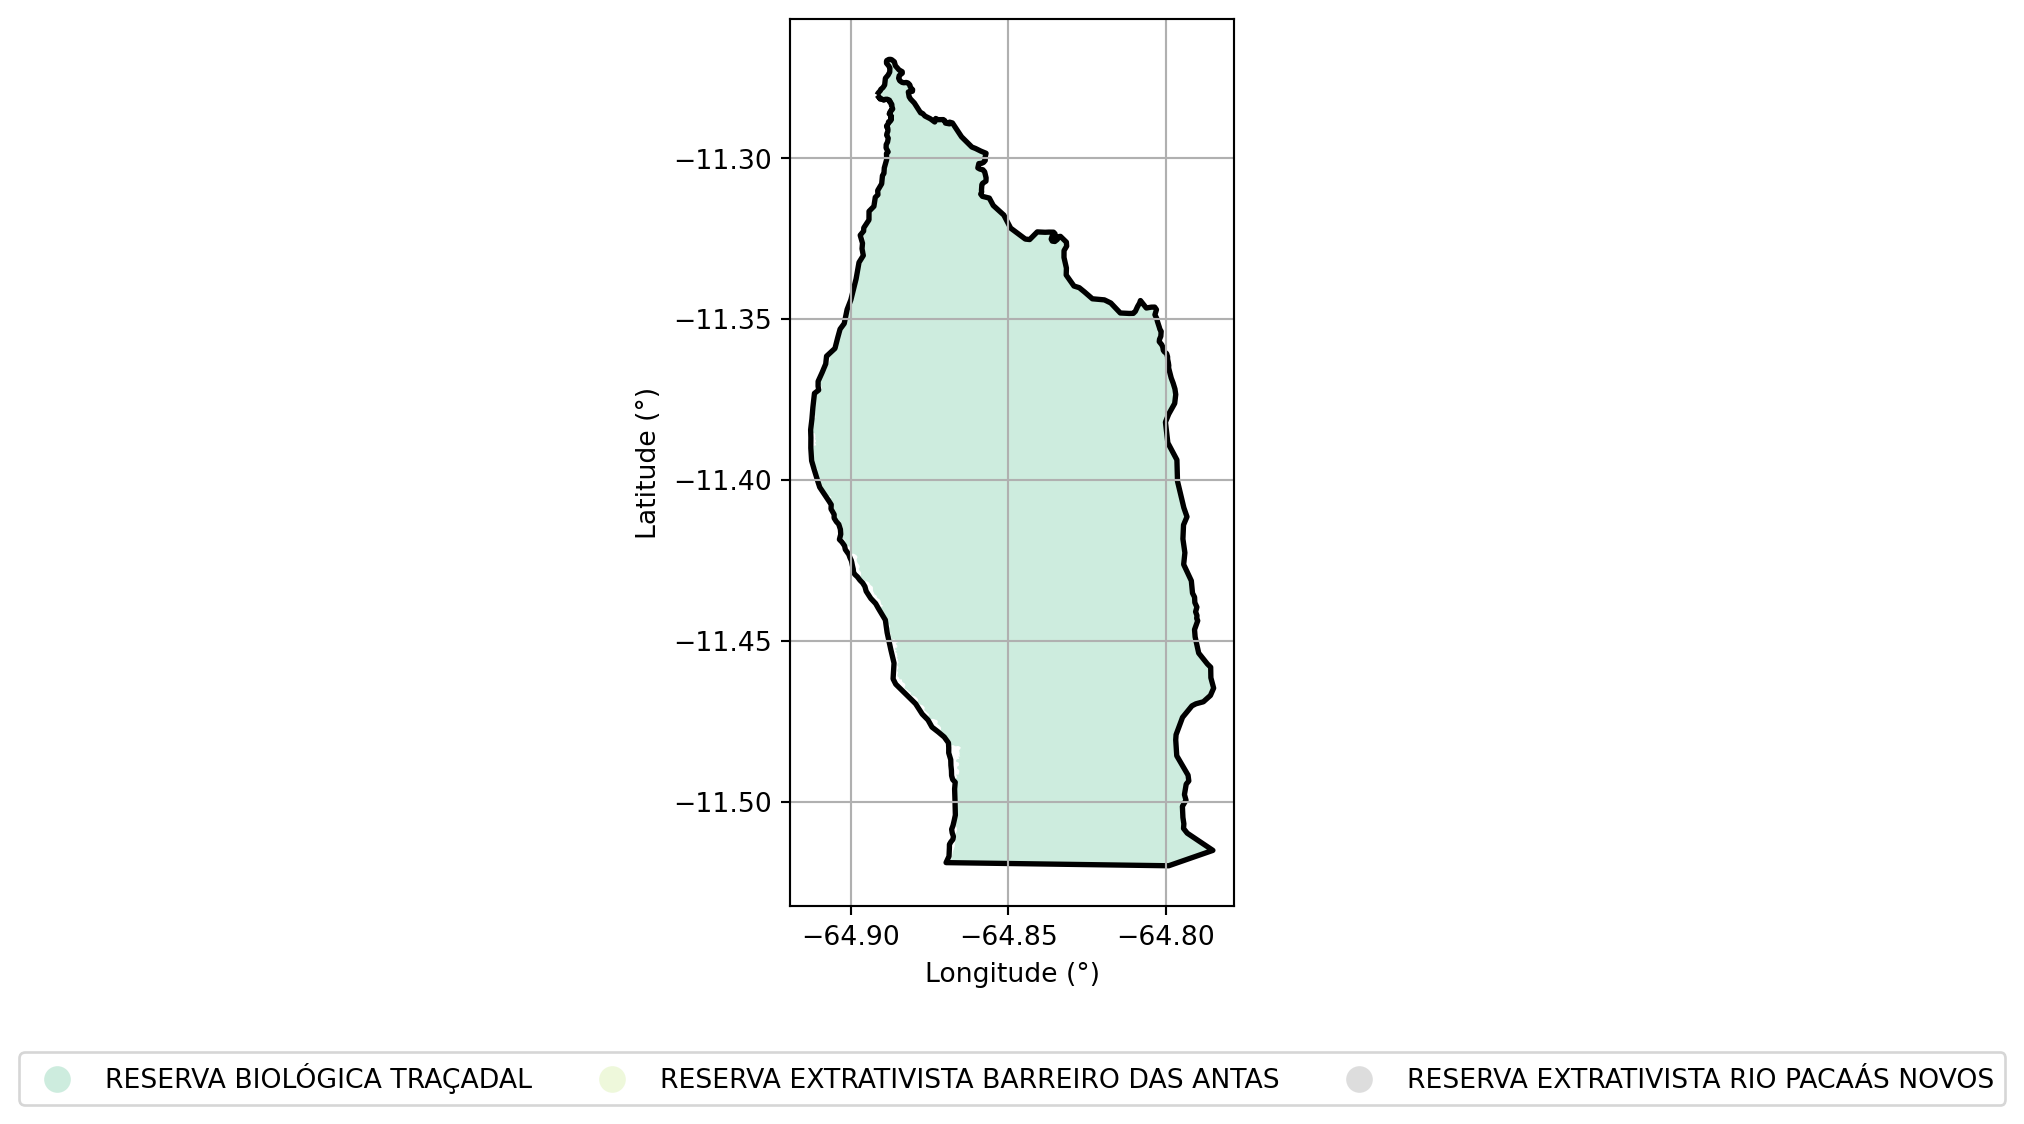 −11.30
−11.35
−11.40
−11.45
−11.50
Latitude (°)
−64.90 −64.85 −64.80
Longitude (°)
RESERVA BIOLÓGICA TRAÇADAL RESERVA EXTRATIVISTA BARREIRO DAS ANTAS RESERVA EXTRATIVISTA RIO PACAÁS NOVOS